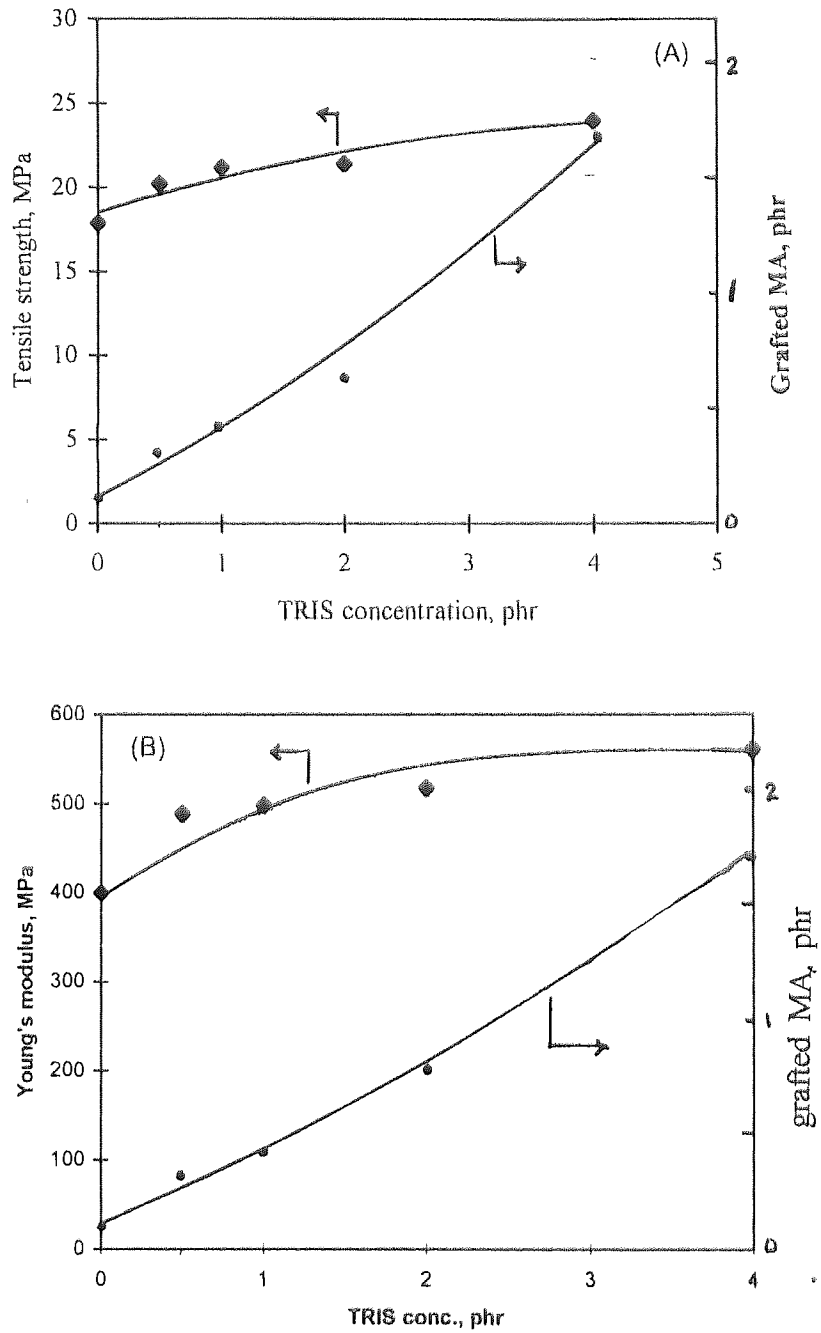 (A)
30
25
20
15
10
5
0
Tensile strength, MPa
2
1
0
Grafted MA, phr
0 1 2 3 4 5
TRIS concentration, phr
(B)
600
500
400
300
200
100
0
Young's modulus, MPa
2
1
0
grafted MA, phr
0 1 2 3 4
TRIS conc., phr